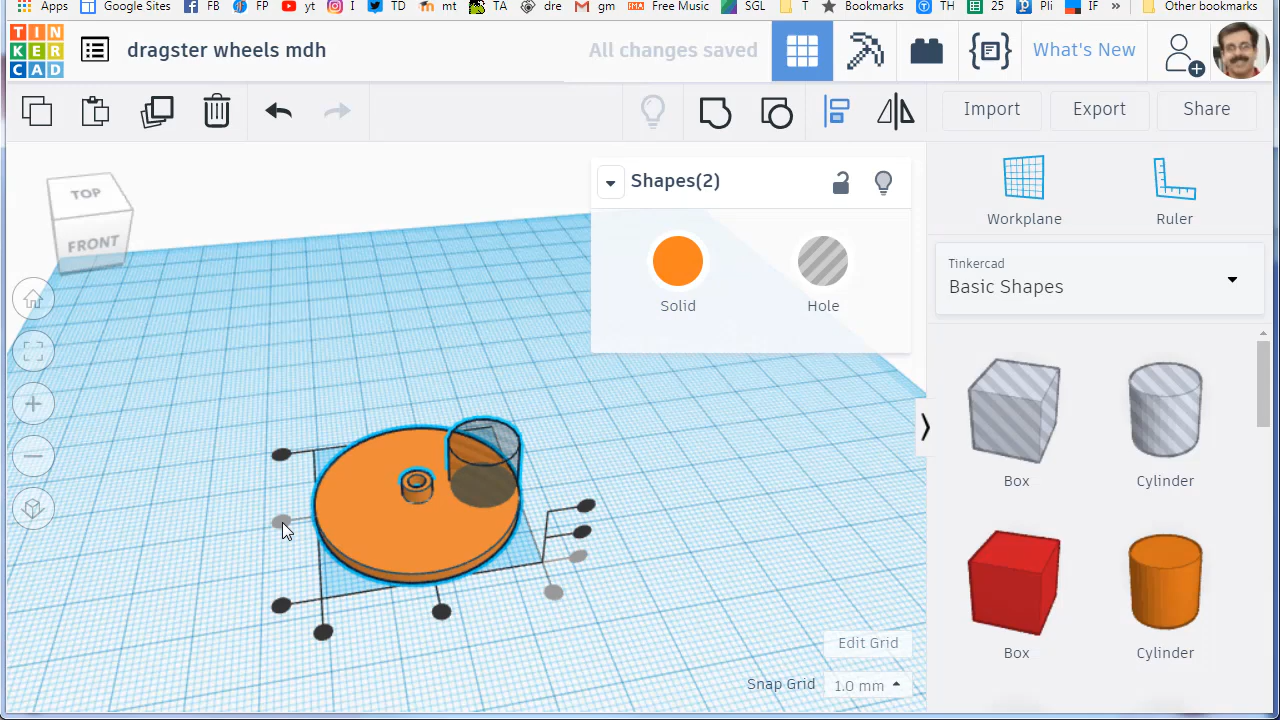 Apps Google Sites FB FP yt I TD mt TA dre gm Free Music SGL T Bookmarks TH 25 Pli IF » Other bookmarks
TIN
KER
CAD
dragster wheels mdh
All changes saved
What's New
Import
Export
Share
TOP
FRONT
Shapes(2)
Solid
Hole
Workplane
Ruler
Tinkercad
Basic Shapes
Box
Cylinder
Box
Cylinder
Edit Grid
Snap Grid 1.0 mm